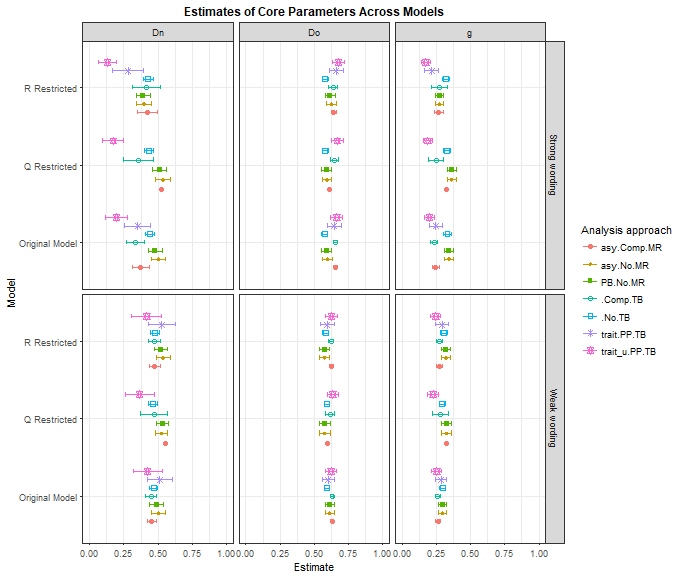 Estimates of Core Parameters Across Models
Dn
Do
g
R Restricted
Q Restricted
Original Model
Strong wording
R Restricted
Q Restricted
Original Model
Weak wording
Model
0.00 0.25 0.50 0.75 1.00
0.00 0.25 0.50 0.75 1.00
0.00 0.25 0.50 0.75 1.00
Estimate
Analysis approach
asy.Comp.MR
asy.No.MR
PB.No.MR
.Comp.TB
.No.TB
trait.PP.TB
trait_u.PP.TB